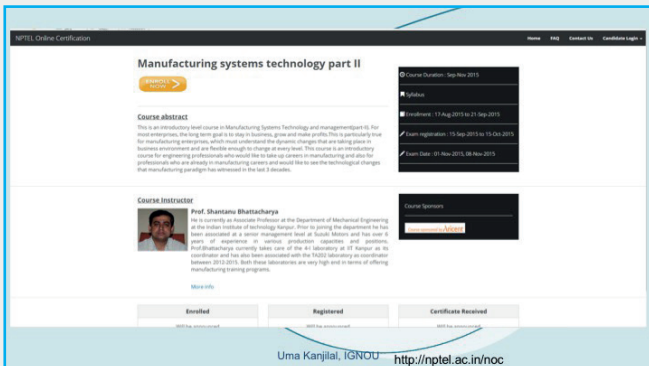 NPTEL Online Certification
Home FAQ Contact Us Candidate Login
Manufacturing systems technology part II
Course Duration : Sep-Nov 2015
Syllabus
Enrollment : 17-Aug-2015 to 21-Sep-2015
Exam registration : 15-Sep-2015 to 15-Oct-2015
Exam Date : 01-Nov-2015, 08-Nov-2015
Course abstract
This is an introductory level course in Manufacturing Systems Technology and management(part-II). For
most enterprises, the long term goal is to stay in business, grow and make profits.This is particularly true
for manufacturing enterprises, which must understand the dynamic changes that are taking place in
business environment and are flexible enough to change at every level. This course is an introductory
course for engineering professionals who would like to take up careers in manufacturing and also for
professionals who are already in manufacturing careers and would like to see the technological changes
that manufacturing paradigm has witnessed in the last 3 decades.
Course Instructor
Prof. Shantanu Bhattacharya
He is currently as Associate Professor at the Department of Mechanical Engineering
at the Indian Institute of technology Kanpur. Prior to joining the department he has
been associated at a senior management level at Suzuki Motors and has over 6
years of experience in various production capacities and positions.
Prof.Bhattacharya currently takes care of the 4-I laboratory at IIT Kanpur as its
coordinator and has also been associated with the TA202 laboratory as coordinator
between 2012-2015. Both these laboratories are very high end in terms of offering
manufacturing training programs.
More info
Course Sponsors
Enrolled Registered Certificate Received
Will be announced Will be announced Will be announced
Uma Kanjilal, IGNOU http://nptel.ac.in/noc